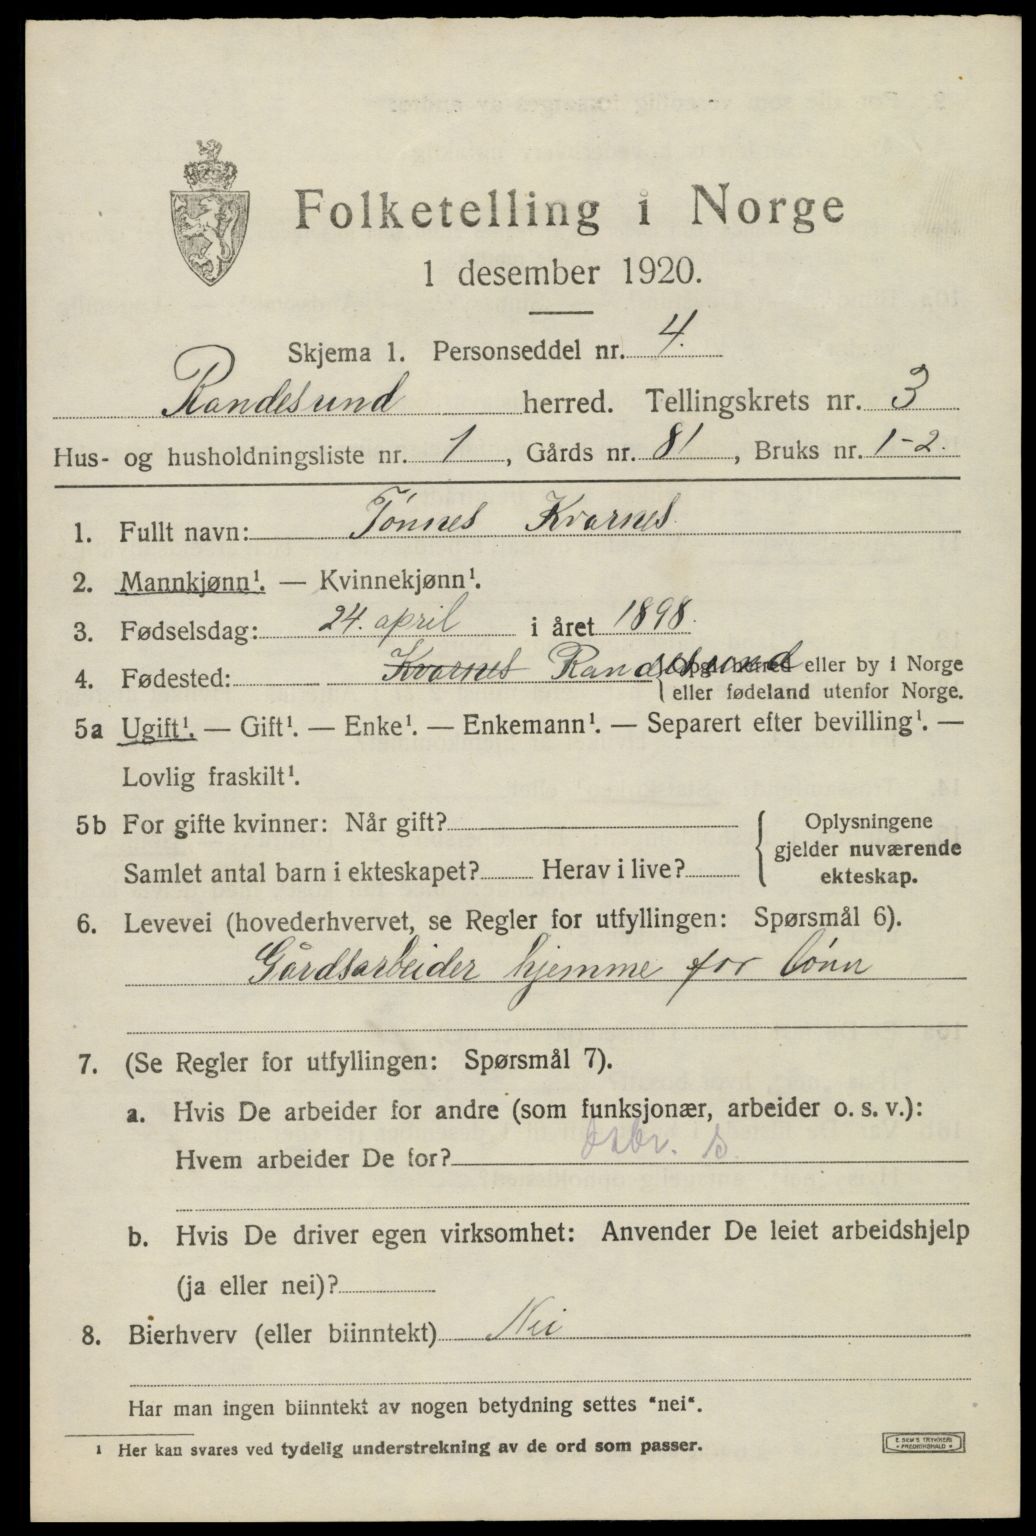 Folketelling i Norge
1 desember 1920.
Skjema 1. Personseddel nr. 4.
Randesund herred. Tellingskrets nr. 3
Hus- og husholdningsliste nr. 1, Gårds nr. 81, Bruks nr. 1-2.
1. Fullt navn: Tønnes Kvarnes
2. Mannkjønn¹. — Kvinnekjønn¹.
3. Fødselsdag: 24. april i året 1898
4. Fødested: Kvarnes Randesund { Opgiv herred eller by i Norge
eller fødeland utenfor Norge.
5a Ugift¹. — Gift¹. — Enke¹. — Enkemann¹. — Separert efter bevilling¹. —
Lovlig fraskilt¹.
5b For gifte kvinner: Når gift? { Oplysningene
gjelder nuværende
Samlet antal barn i ekteskapet? Herav i live? ekteskap.
6. Levevei (hovederhvervet, se Regler for utfyllingen: Spørsmål 6).
Gårdsarbeider hjemme for lønn
7. (Se Regler for utfyllingen: Spørsmål 7).
a. Hvis De arbeider for andre (som funksjonær, arbeider o. s. v.):
Hvem arbeider De for?
b. Hvis De driver egen virksomhet: Anvender De leiet arbeidshjelp
(ja eller nei)?
8. Bierhverv (eller biinntekt) Nei
Har man ingen biinntekt av nogen betydning settes "nei".
¹ Her kan svares ved tydelig understrekning av de ord som passer.
E. SEM'S TRYKKERI
FREDRIKSHALD